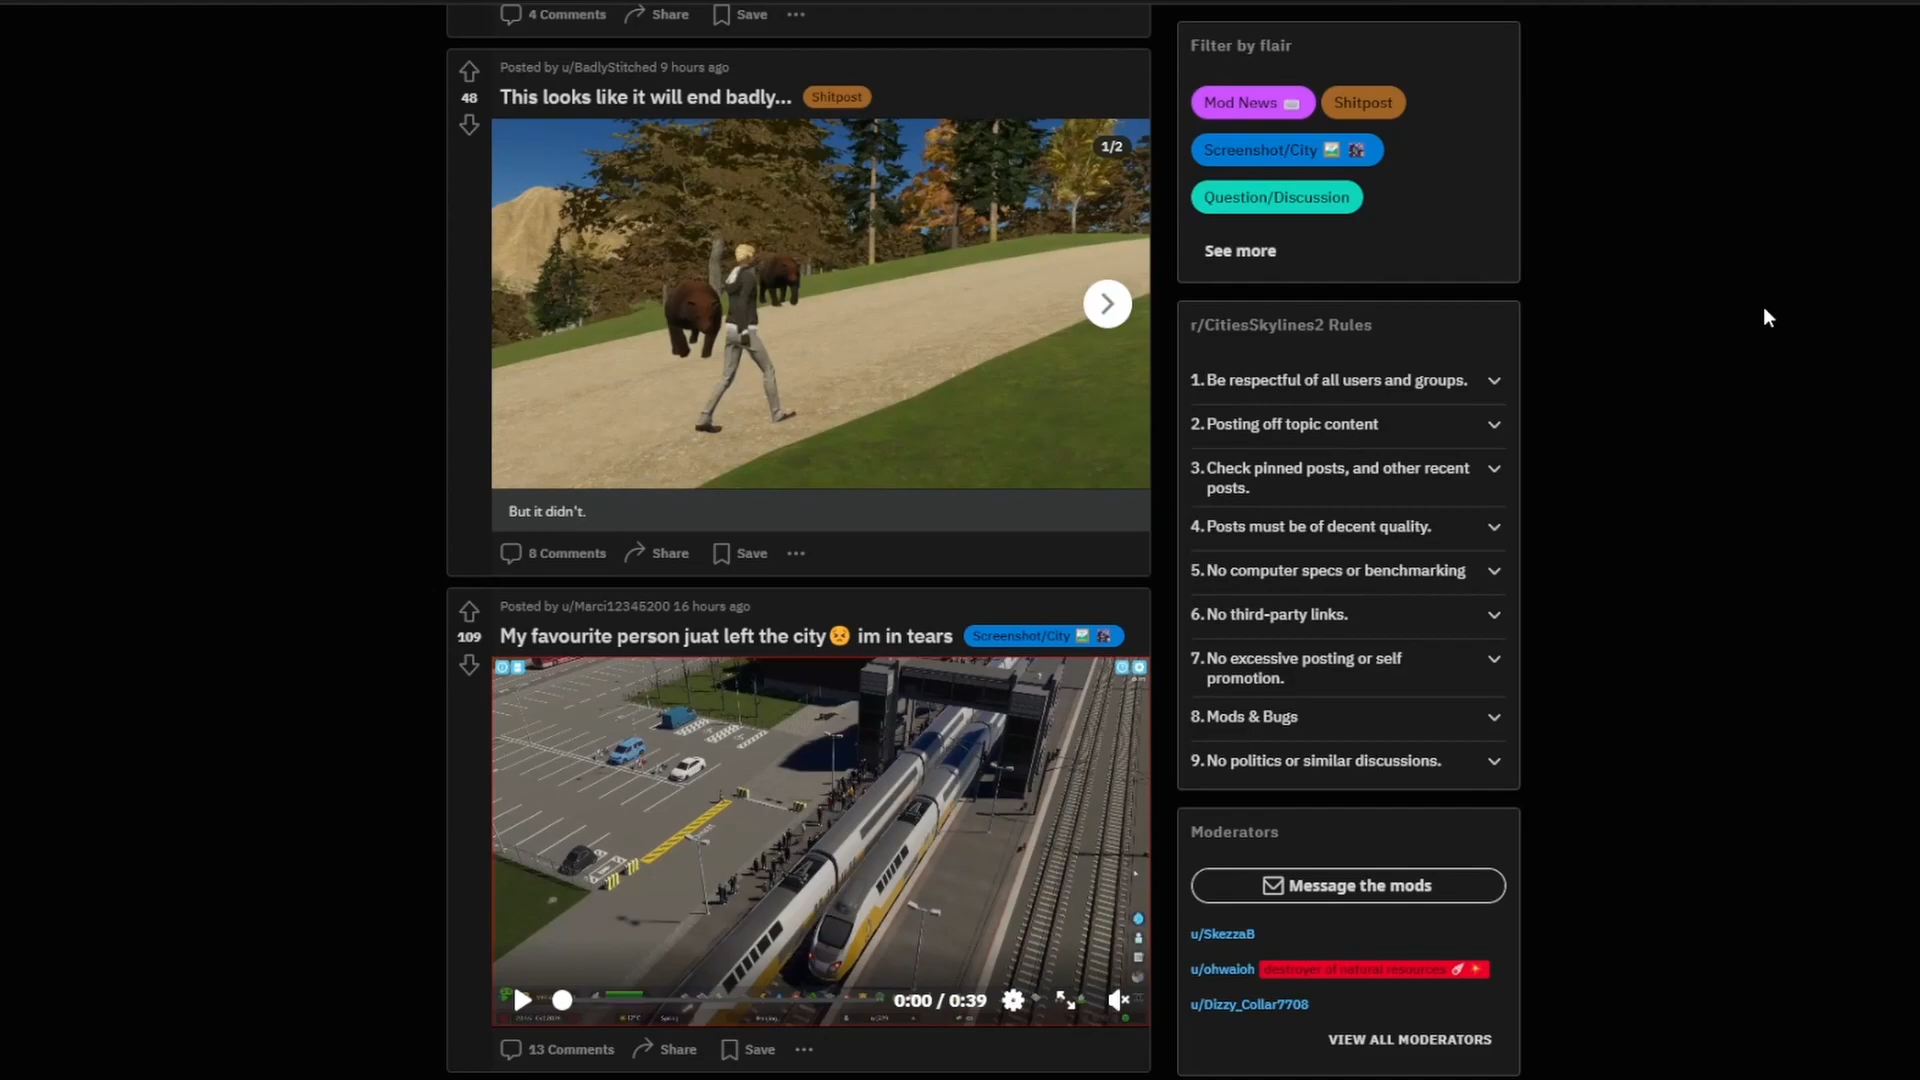 4 Comments Share Save
Posted by u/BadlyStitched 9 hours ago
48
This looks like it will end badly... Shitpost
1/2
But it didn't.
8 Comments Share Save
Posted by u/Marci12345200 16 hours ago
109
My favourite person juat left the city😣 im in tears Screenshot/City
0:00 / 0:39
13 Comments Share Save
Filter by flair
Mod News Shitpost
Screenshot/City
Question/Discussion
See more
r/CitiesSkylines2 Rules
1. Be respectful of all users and groups.
2. Posting off topic content
3. Check pinned posts, and other recent
posts.
4. Posts must be of decent quality.
5. No computer specs or benchmarking
6. No third-party links.
7. No excessive posting or self
promotion.
8. Mods & Bugs
9. No politics or similar discussions.
Moderators
Message the mods
u/SkezzaB
u/ohwaioh destroyer of natural resources
u/Dizzy_Collar7708
VIEW ALL MODERATORS